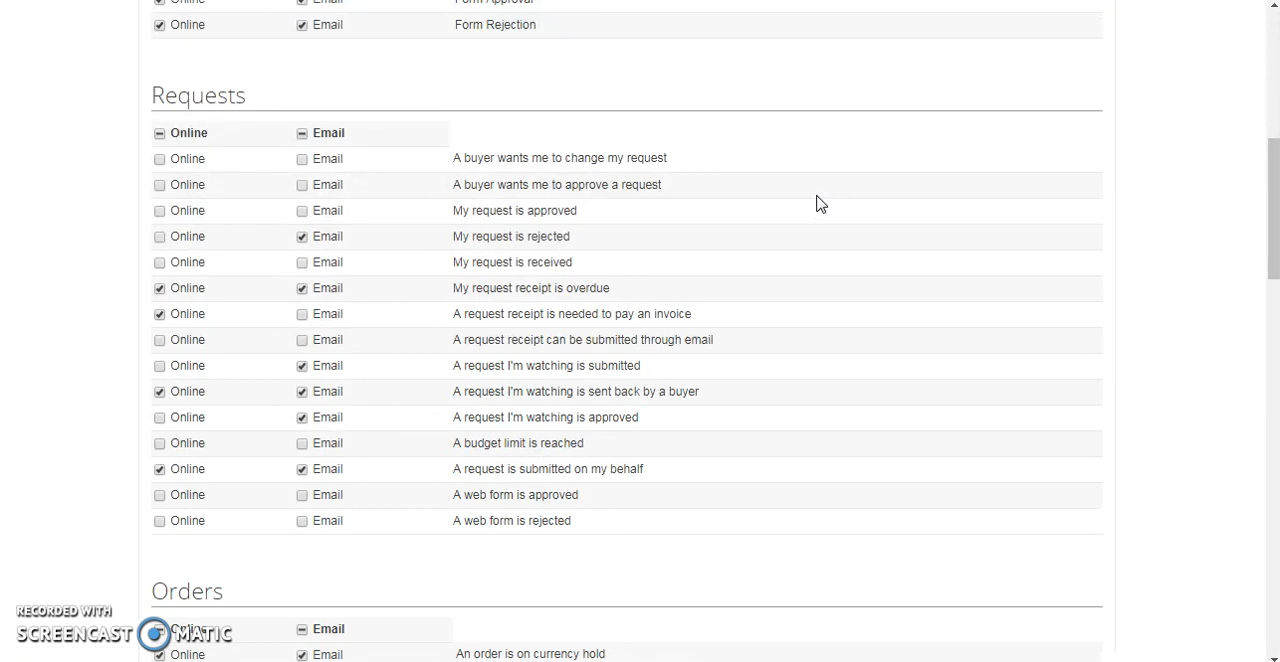 Online Email Form Approval
Online Email Form Rejection
Requests
Online Email
Online Email A buyer wants me to change my request
Online Email A buyer wants me to approve a request
Online Email My request is approved
Online Email My request is rejected
Online Email My request is received
Online Email My request receipt is overdue
Online Email A request receipt is needed to pay an invoice
Online Email A request receipt can be submitted through email
Online Email A request I'm watching is submitted
Online Email A request I'm watching is sent back by a buyer
Online Email A request I'm watching is approved
Online Email A budget limit is reached
Online Email A request is submitted on my behalf
Online Email A web form is approved
Online Email A web form is rejected
Orders
RECORDED WITH
SCREENCAST MATIC
Email
Online Email An order is on currency hold